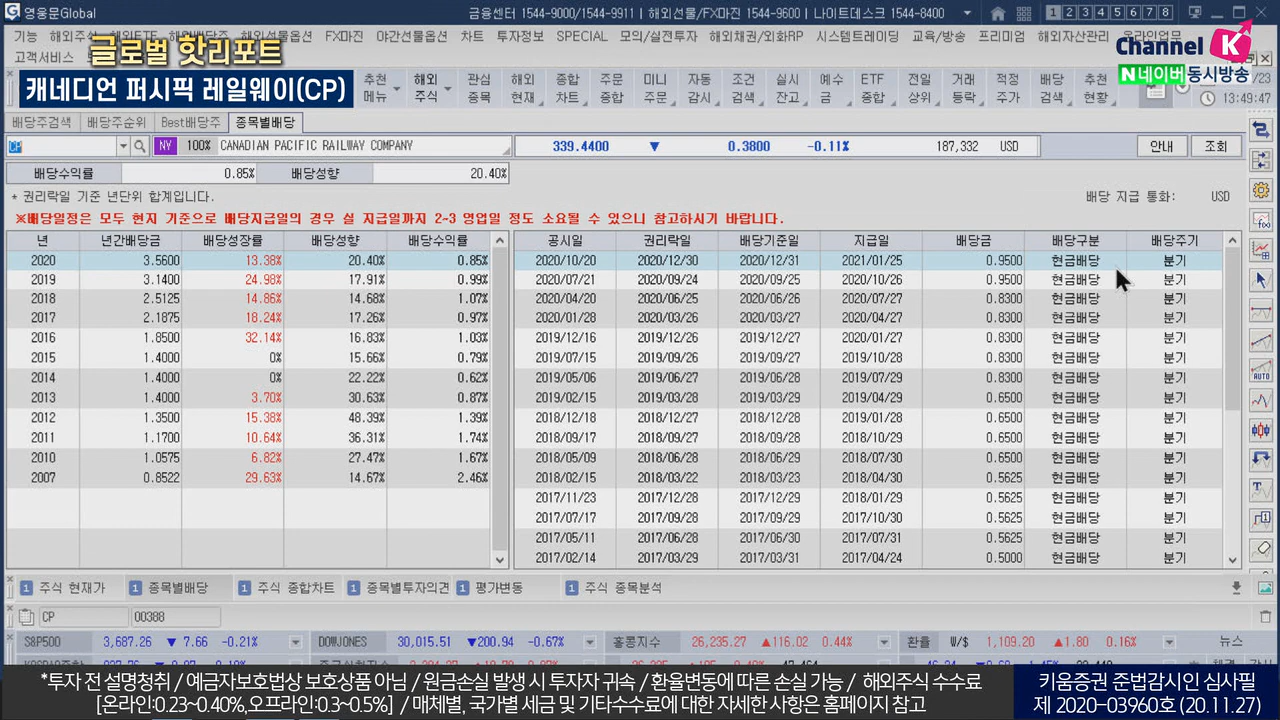 영웅문Global
금융센터 1544-9000/1544-9911 | 해외선물/FX마진 1544-9600 | 나이트데스크 1544-8400
1 2 3 4 5 6 7 8
기능 해외주식 해외ETF 해외배당주 해외선물옵션 FX마진 야간선물옵션 차트 투자정보 SPECIAL 모의/실전투자 해외채권/외화RP 시스템트레이딩 교육/방송 프리미엄 해외자산관리 온라인업무
고객서비스
글로벌 핫리포트
캐네디언 퍼시픽 레일웨이(CP)
Channel K
N네이버 동시방송
추천 메뉴 해외 주식 관심 종목 해외 현재 종합 차트 주문 종합 미니 주문 자동 감시 조건 검색 실시 잔고 예수 금 ETF 종합 전일 상위 거래 등락 적정 주가 배당 검색 추천 현황
13:49:47
배당주검색 배당주순위 Best배당주 종목별배당
CP NY 100% CANADIAN PACIFIC RAILWAY COMPANY 339.4400 ▼ 0.3800 -0.11% 187,332 USD 안내 조회
배당수익률 0.85% 배당성향 20.40%
* 권리락일 기준 년단위 합계입니다. 배당 지급 통화: USD
※배당일정은 모두 현지 기준으로 배당지급일의 경우 실 지급일까지 2~3 영업일 정도 소요될 수 있으니 참고하시기 바랍니다.
년 년간배당금 배당성장률 배당성향 배당수익률
2020 3.5600 13.38% 20.40% 0.85%
2019 3.1400 24.98% 17.91% 0.99%
2018 2.5125 14.86% 14.68% 1.07%
2017 2.1875 18.24% 17.26% 0.97%
2016 1.8500 32.14% 16.83% 1.03%
2015 1.4000 0% 15.66% 0.79%
2014 1.4000 0% 22.22% 0.62%
2013 1.4000 3.70% 30.63% 0.87%
2012 1.3500 15.38% 48.39% 1.39%
2011 1.1700 10.64% 36.31% 1.74%
2010 1.0575 6.82% 27.47% 1.67%
2007 0.8522 29.63% 14.67% 2.46%
공시일 권리락일 배당기준일 지급일 배당금 배당구분 배당주기
2020/10/20 2020/12/30 2020/12/31 2021/01/25 0.9500 현금배당 분기
2020/07/21 2020/09/24 2020/09/25 2020/10/26 0.9500 현금배당 분기
2020/04/20 2020/06/25 2020/06/26 2020/07/27 0.8300 현금배당 분기
2020/01/28 2020/03/26 2020/03/27 2020/04/27 0.8300 현금배당 분기
2019/12/16 2019/12/26 2019/12/27 2020/01/27 0.8300 현금배당 분기
2019/07/15 2019/09/26 2019/09/27 2019/10/28 0.8300 현금배당 분기
2019/05/06 2019/06/27 2019/06/28 2019/07/29 0.8300 현금배당 분기
2019/02/15 2019/03/28 2019/03/29 2019/04/29 0.6500 현금배당 분기
2018/12/18 2018/12/27 2018/12/28 2019/01/28 0.6500 현금배당 분기
2018/09/17 2018/09/27 2018/09/28 2018/10/29 0.6500 현금배당 분기
2018/05/09 2018/06/28 2018/06/29 2018/07/30 0.6500 현금배당 분기
2018/02/15 2018/03/22 2018/03/23 2018/04/30 0.5625 현금배당 분기
2017/11/23 2017/12/28 2017/12/29 2018/01/29 0.5625 현금배당 분기
2017/07/17 2017/09/28 2017/09/29 2017/10/30 0.5625 현금배당 분기
2017/05/11 2017/06/28 2017/06/30 2017/07/31 0.5625 현금배당 분기
2017/02/14 2017/03/29 2017/03/31 2017/04/24 0.5000 현금배당 분기
1 주식 현재가 1 종목별배당 1 주식 종합차트 1 종목별투자의견 1 평가변동 1 주식 종목분석
CP 00388
S&P500 3,687.26 ▼ 7.66 -0.21% DOWJONES 30,015.51 ▼200.94 -0.67% 홍콩지수 26,235.27 ▲116.02 0.44% 환율 ₩/$ 1,109.20 ▲1.80 0.16% 뉴스
*투자 전 설명청취 / 예금자보호법상 보호상품 아님 / 원금손실 발생 시 투자자 귀속 / 환율변동에 따른 손실 가능 / 해외주식 수수료
[온라인:0.23~0.40%,오프라인:0.3~0.5%] / 매체별, 국가별 세금 및 기타수수료에 대한 자세한 사항은 홈페이지 참고
키움증권 준법감시인 심사필
제 2020-03960호 (20.11.27)